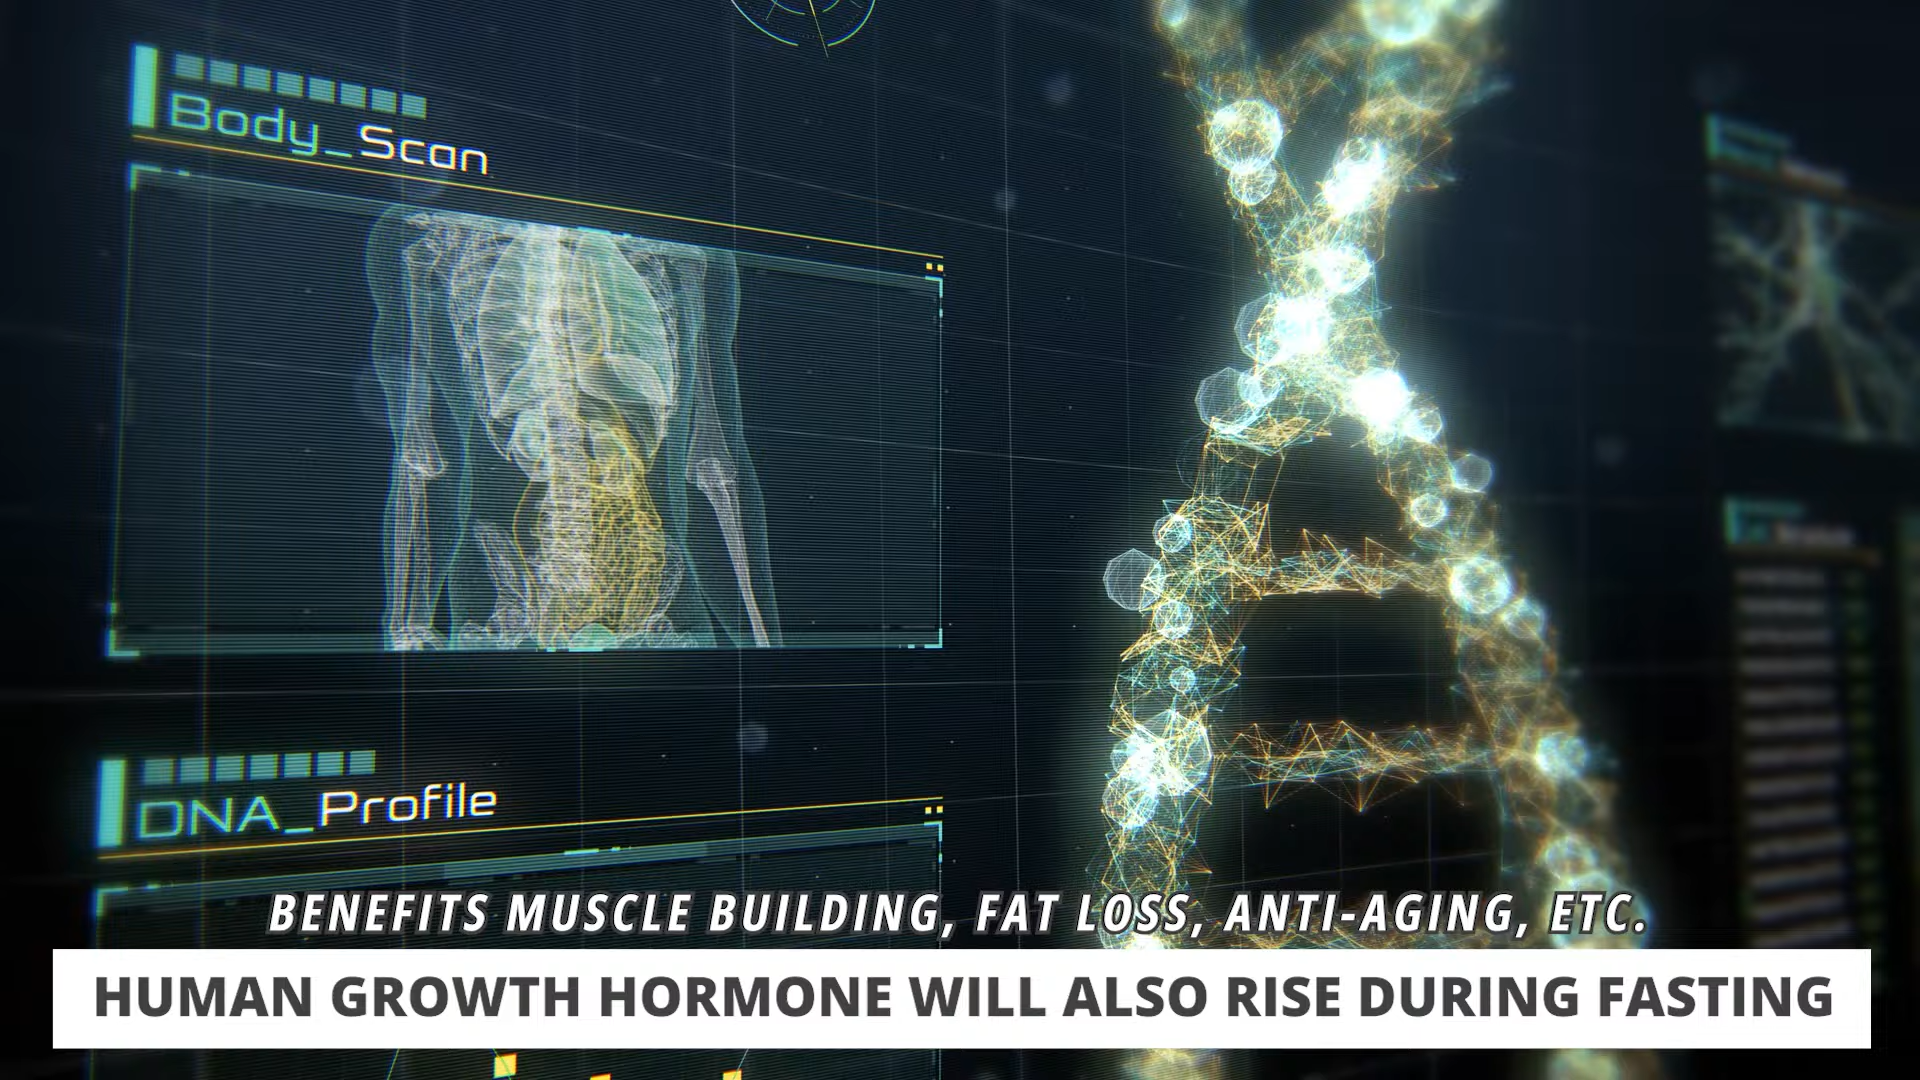 Body_Scan
DNA_Profile
BENEFITS MUSCLE BUILDING, FAT LOSS, ANTI-AGING, ETC.
HUMAN GROWTH HORMONE WILL ALSO RISE DURING FASTING